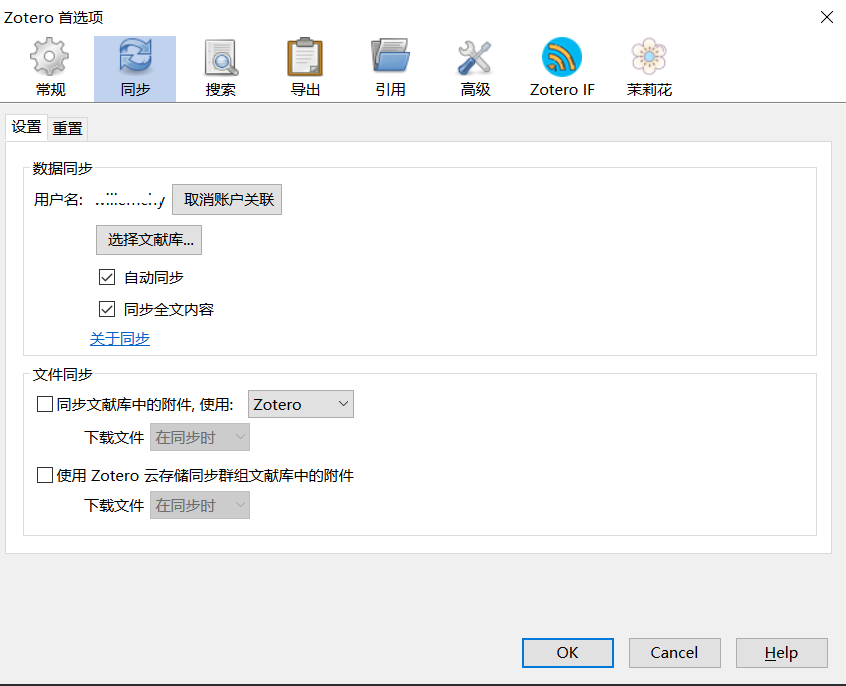 Zotero 首选项
常规 同步 搜索 导出 引用 高级 Zotero IF 茉莉花
设置 重置
数据同步
用户名: 取消账户关联
选择文献库...
自动同步
同步全文内容
关于同步
文件同步
同步文献库中的附件, 使用: Zotero
下载文件 在同步时
使用 Zotero 云存储同步群组文献库中的附件
下载文件 在同步时
OK Cancel Help